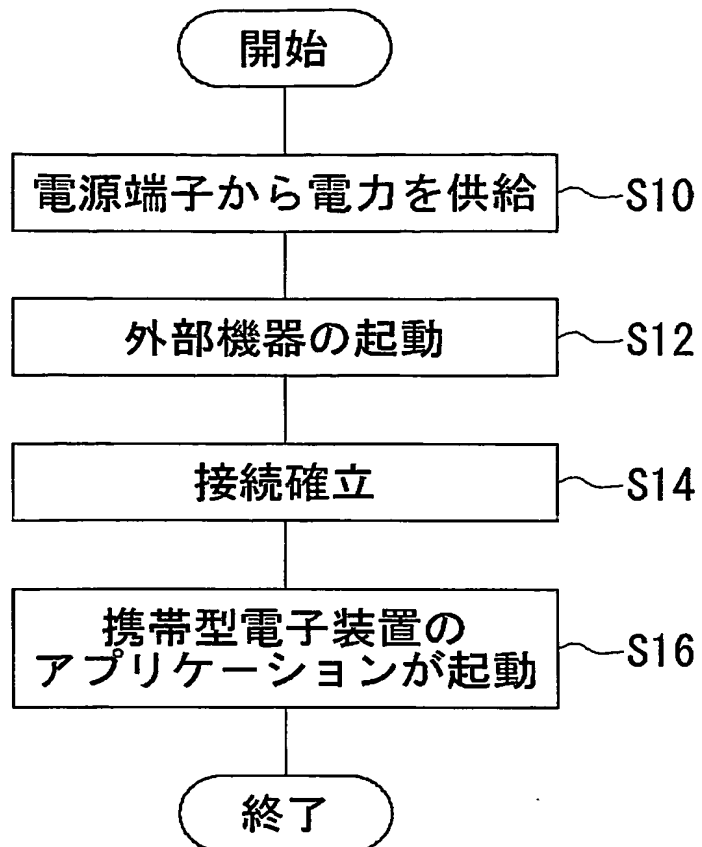 開始
電源端子から電力を供給 S10
外部機器の起動 S12
接続確立 S14
携帯型電子装置の
アプリケーションが起動 S16
終了